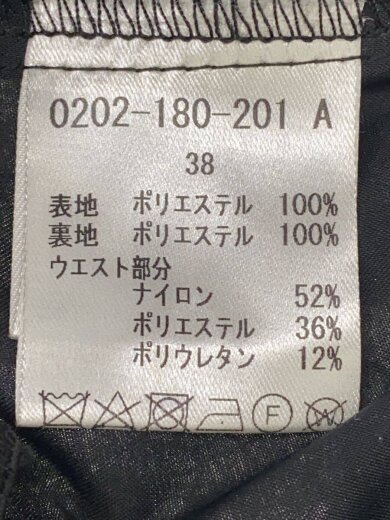 0202-180-201 A
38
表地 ポリエステル 100%
裏地 ポリエステル 100%
ウエスト部分
ナイロン 52%
ポリエステル 36%
ポリウレタン 12%
F W